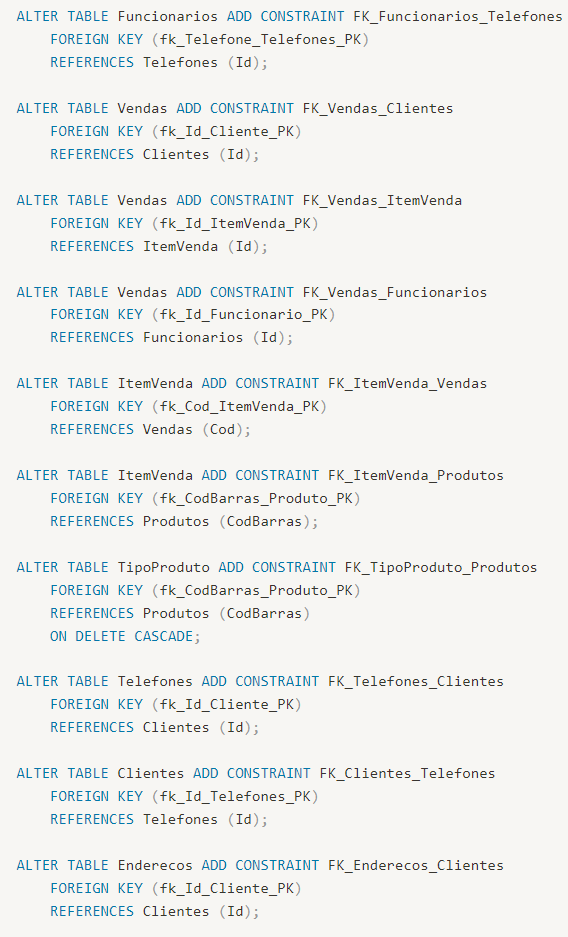 ALTER TABLE Funcionarios ADD CONSTRAINT FK_Funcionarios_Telefones
    FOREIGN KEY (fk_Telefone_Telefones_PK)
    REFERENCES Telefones (Id);

ALTER TABLE Vendas ADD CONSTRAINT FK_Vendas_Clientes
    FOREIGN KEY (fk_Id_Cliente_PK)
    REFERENCES Clientes (Id);

ALTER TABLE Vendas ADD CONSTRAINT FK_Vendas_ItemVenda
    FOREIGN KEY (fk_Id_ItemVenda_PK)
    REFERENCES ItemVenda (Id);

ALTER TABLE Vendas ADD CONSTRAINT FK_Vendas_Funcionarios
    FOREIGN KEY (fk_Id_Funcionario_PK)
    REFERENCES Funcionarios (Id);

ALTER TABLE ItemVenda ADD CONSTRAINT FK_ItemVenda_Vendas
    FOREIGN KEY (fk_Cod_ItemVenda_PK)
    REFERENCES Vendas (Cod);

ALTER TABLE ItemVenda ADD CONSTRAINT FK_ItemVenda_Produtos
    FOREIGN KEY (fk_CodBarras_Produto_PK)
    REFERENCES Produtos (CodBarras);

ALTER TABLE TipoProduto ADD CONSTRAINT FK_TipoProduto_Produtos
    FOREIGN KEY (fk_CodBarras_Produto_PK)
    REFERENCES Produtos (CodBarras)
    ON DELETE CASCADE;

ALTER TABLE Telefones ADD CONSTRAINT FK_Telefones_Clientes
    FOREIGN KEY (fk_Id_Cliente_PK)
    REFERENCES Clientes (Id);

ALTER TABLE Clientes ADD CONSTRAINT FK_Clientes_Telefones
    FOREIGN KEY (fk_Id_Telefones_PK)
    REFERENCES Telefones (Id);

ALTER TABLE Enderecos ADD CONSTRAINT FK_Enderecos_Clientes
    FOREIGN KEY (fk_Id_Cliente_PK)
    REFERENCES Clientes (Id);